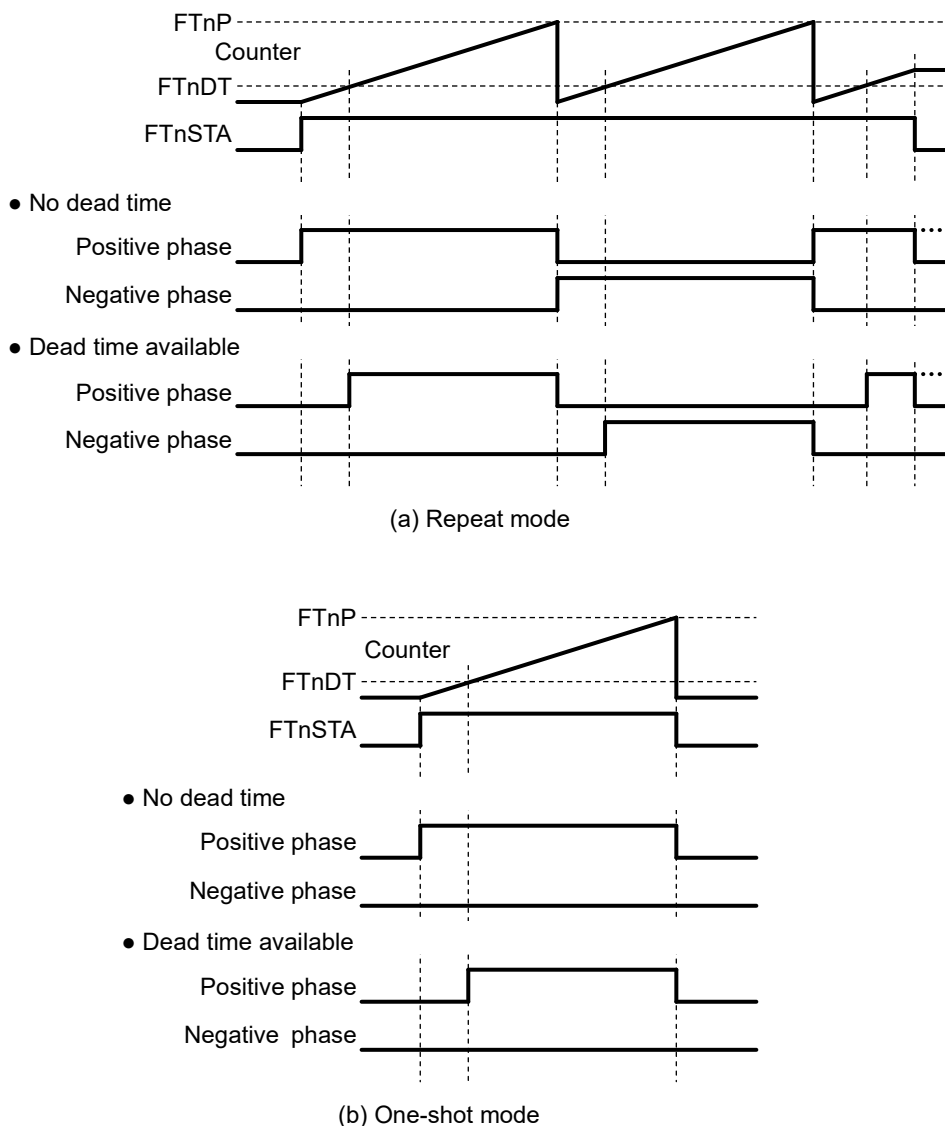 FTnP
Counter
FTnDT
FTnSTA
● No dead time
Positive phase
Negative phase
● Dead time available
Positive phase
Negative phase
(a) Repeat mode
FTnP
Counter
FTnDT
FTnSTA
● No dead time
Positive phase
Negative phase
● Dead time available
Positive phase
Negative phase
(b) One-shot mode